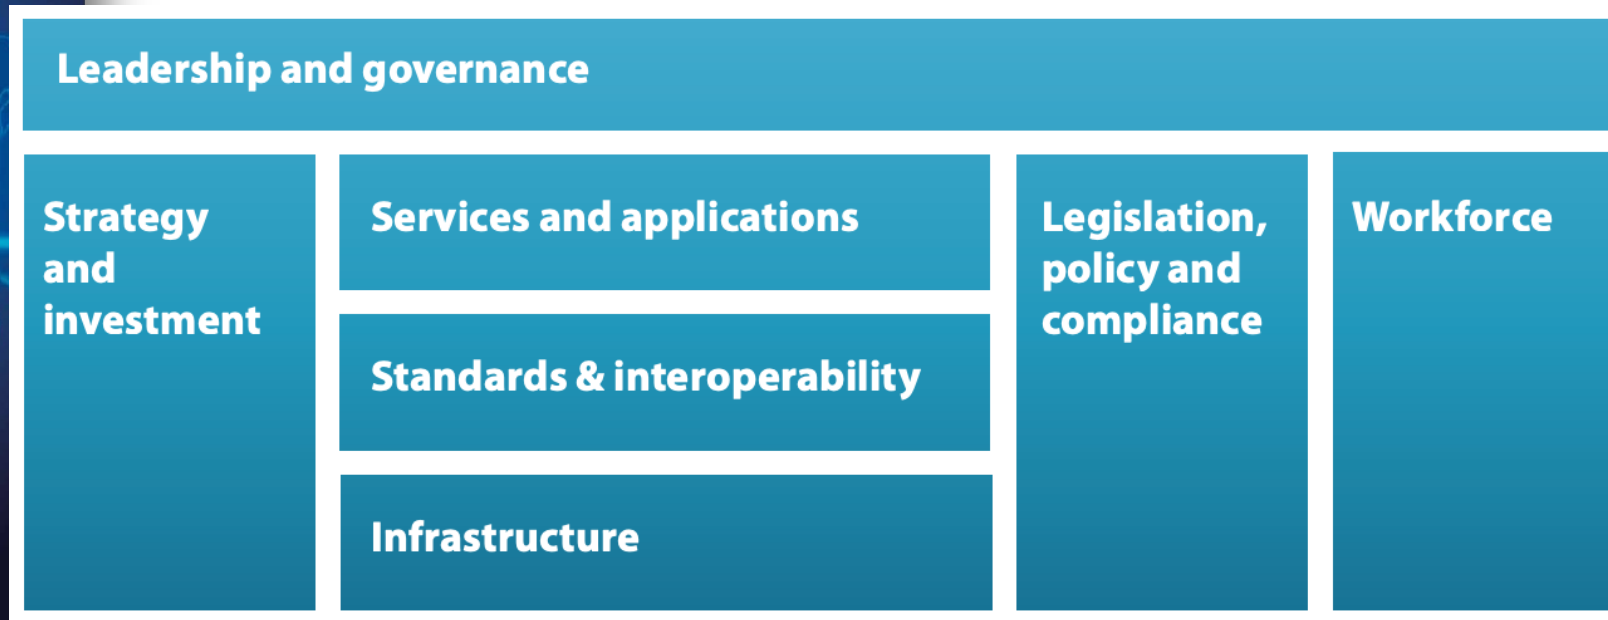 Leadership and governance
Strategy
and
investment
Services and applications
Standards & interoperability
Infrastructure
Legislation,
policy and
compliance
Workforce